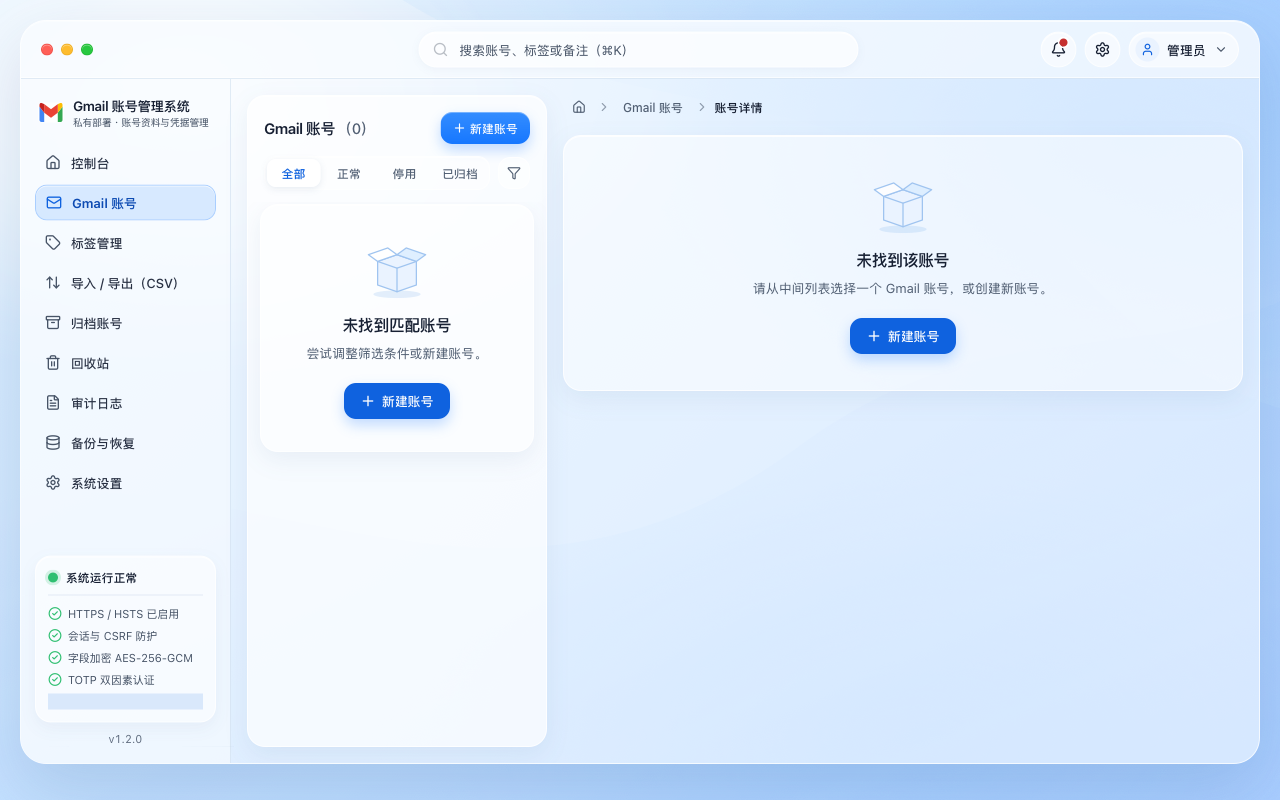 搜索账号、标签或备注（⌘K）
管理员
Gmail 账号管理系统
私有部署 · 账号资料与凭据管理
控制台
Gmail 账号
标签管理
导入 / 导出（CSV）
归档账号
回收站
审计日志
备份与恢复
系统设置
系统运行正常
HTTPS / HSTS 已启用
会话与 CSRF 防护
字段加密 AES-256-GCM
TOTP 双因素认证
v1.2.0
Gmail 账号 （0）
新建账号
全部 正常 停用 已归档
未找到匹配账号
尝试调整筛选条件或新建账号。
新建账号
Gmail 账号 账号详情
未找到该账号
请从中间列表选择一个 Gmail 账号，或创建新账号。
新建账号